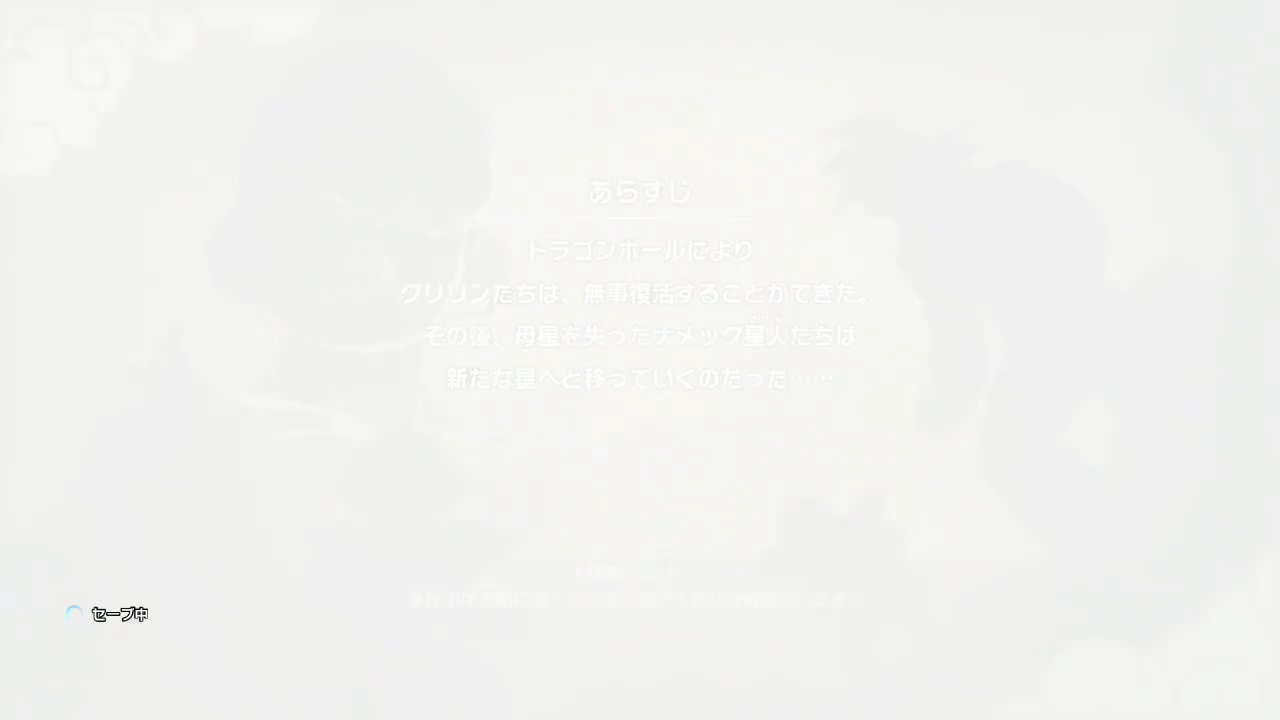 あらすじ
ドラゴンボールにより
クリリンたちは、無事復活することができた。
その後、母星を失ったナメック星人たちは
新たな星へと移っていくのだった……
セーブ中